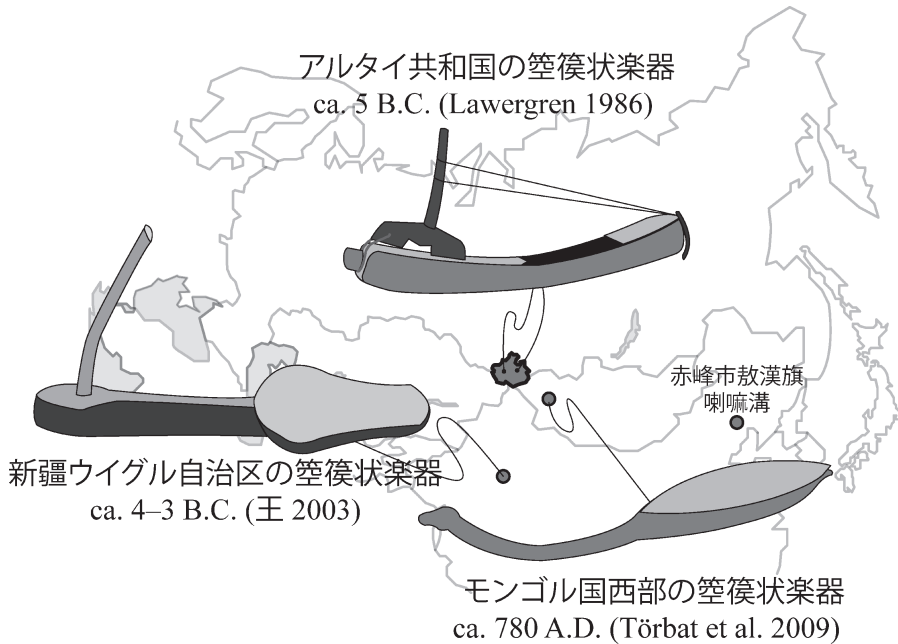 アルタイ共和国の箜篌状楽器
ca. 5 B.C. (Lawergren 1986)
赤峰市敖漢旗
喇嘛溝
新疆ウイグル自治区の箜篌状楽器
ca. 4–3 B.C. (王 2003)
モンゴル国西部の箜篌状楽器
ca. 780 A.D. (Törbat et al. 2009)